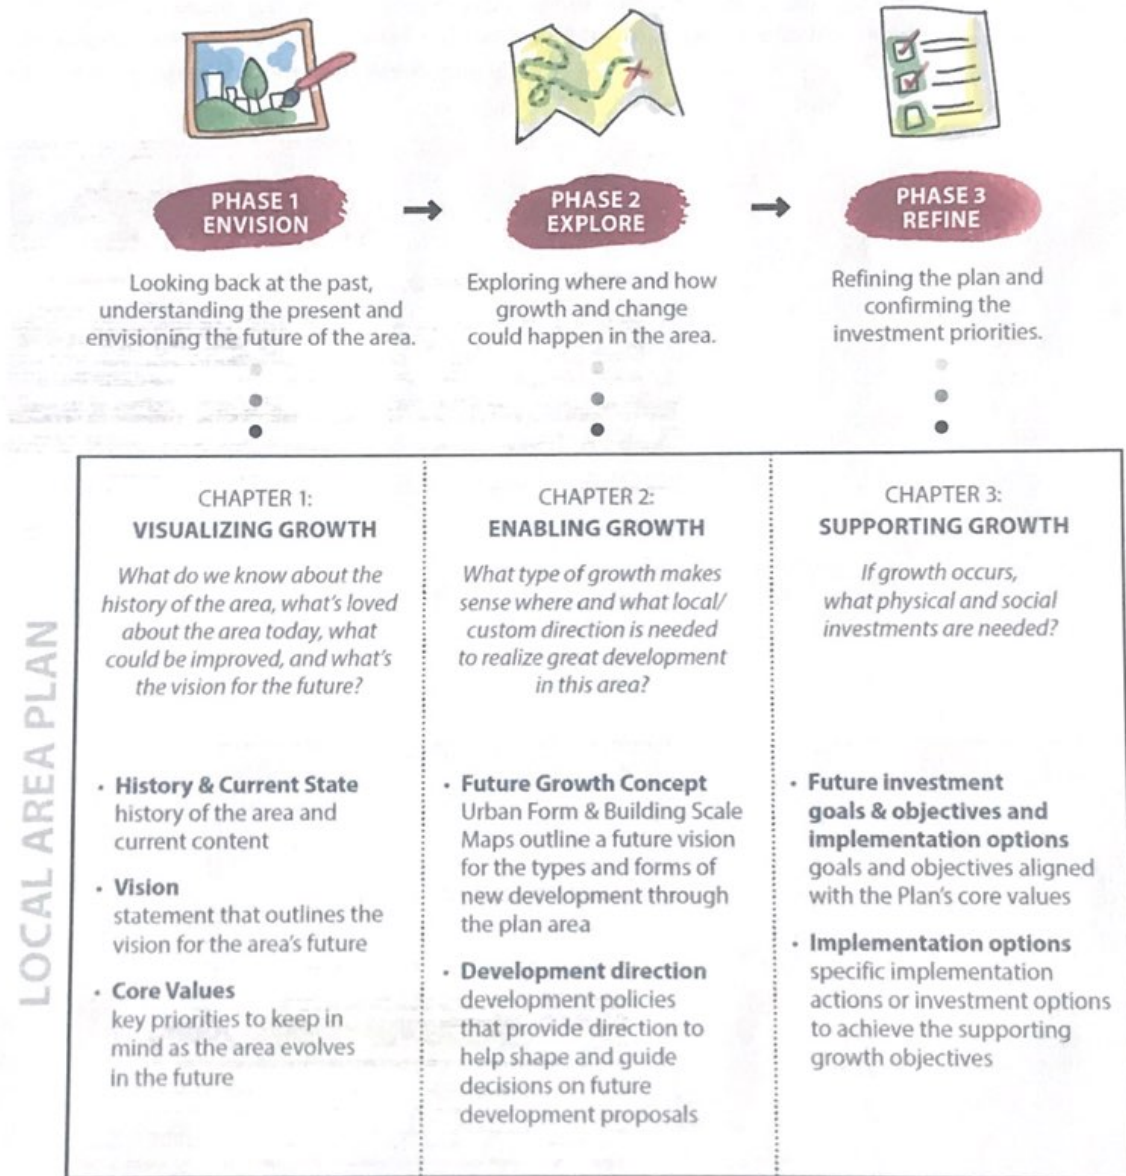 PHASE 1
ENVISION
Looking back at the past,
understanding the present and
envisioning the future of the area.
PHASE 2
EXPLORE
Exploring where and how
growth and change
could happen in the area.
PHASE 3
REFINE
Refining the plan and
confirming the
investment priorities.
LOCAL AREA PLAN
CHAPTER 1:
VISUALIZING GROWTH
What do we know about the
history of the area, what's loved
about the area today, what
could be improved, and what's
the vision for the future?
• History & Current State
history of the area and
current content
• Vision
statement that outlines the
vision for the area's future
• Core Values
key priorities to keep in
mind as the area evolves
in the future
CHAPTER 2:
ENABLING GROWTH
What type of growth makes
sense where and what local/
custom direction is needed
to realize great development
in this area?
• Future Growth Concept
Urban Form & Building Scale
Maps outline a future vision
for the types and forms of
new development through
the plan area
• Development direction
development policies
that provide direction to
help shape and guide
decisions on future
development proposals
CHAPTER 3:
SUPPORTING GROWTH
If growth occurs,
what physical and social
investments are needed?
• Future investment
goals & objectives and
implementation options
goals and objectives aligned
with the Plan's core values
• Implementation options
specific implementation
actions or investment options
to achieve the supporting
growth objectives